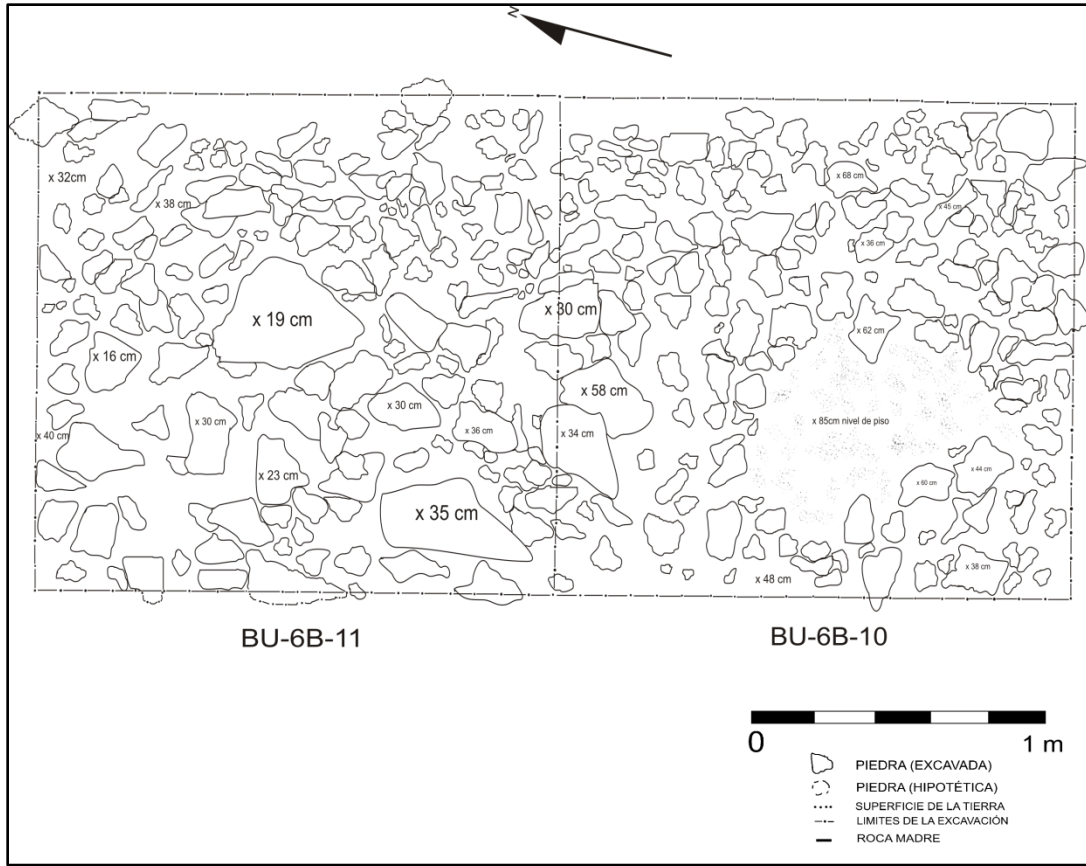 N
x 32cm
x 38 cm
x 68 cm
x 45 cm
x 36 cm
x 19 cm
x 30 cm
x 62 cm
x 16 cm
x 58 cm
x 30 cm
x 30 cm
x 36 cm
x 34 cm
x 85cm nivel de piso
x 40 cm
x 23 cm
x 44 cm
x 60 cm
x 35 cm
x 48 cm
x 38 cm
BU-6B-11
BU-6B-10
0 1 m
PIEDRA (EXCAVADA)
PIEDRA (HIPOTÉTICA)
SUPERFICIE DE LA TIERRA
LIMITES DE LA EXCAVACIÓN
ROCA MADRE